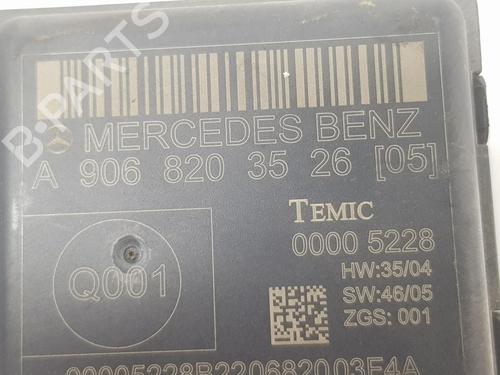 MERCEDES BENZ
A 906 820 35 26 [05]
TEMIC
0000 5228
HW:35/04
SW:46/05
ZGS: 001
Q001
00005228B220682003E4A
B-PARTS